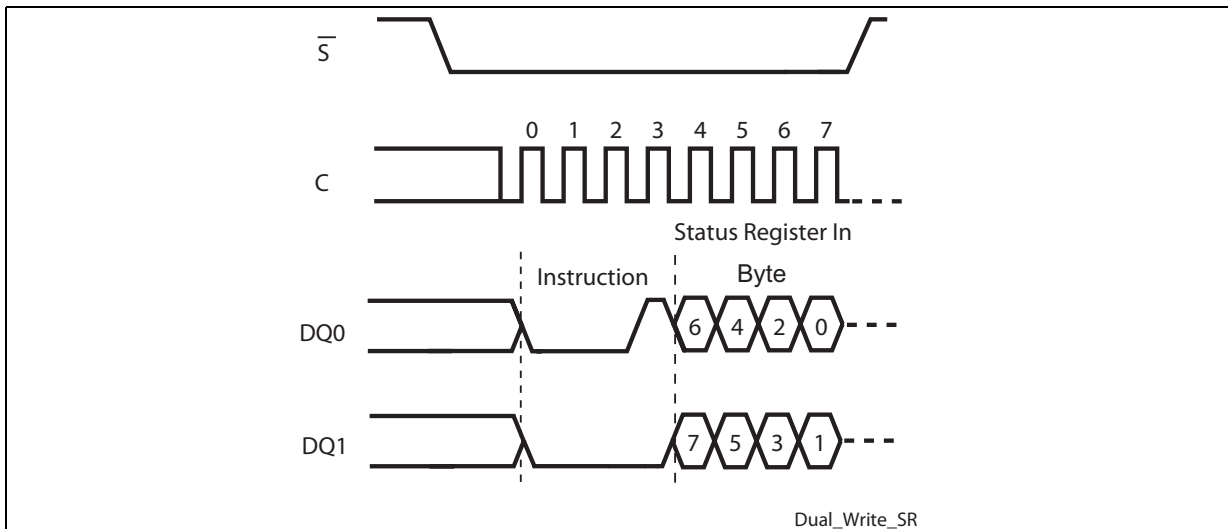 S
0 1 2 3 4 5 6 7
C
Status Register In
Instruction Byte
DQ0 6 4 2 0
DQ1 7 5 3 1
Dual_Write_SR